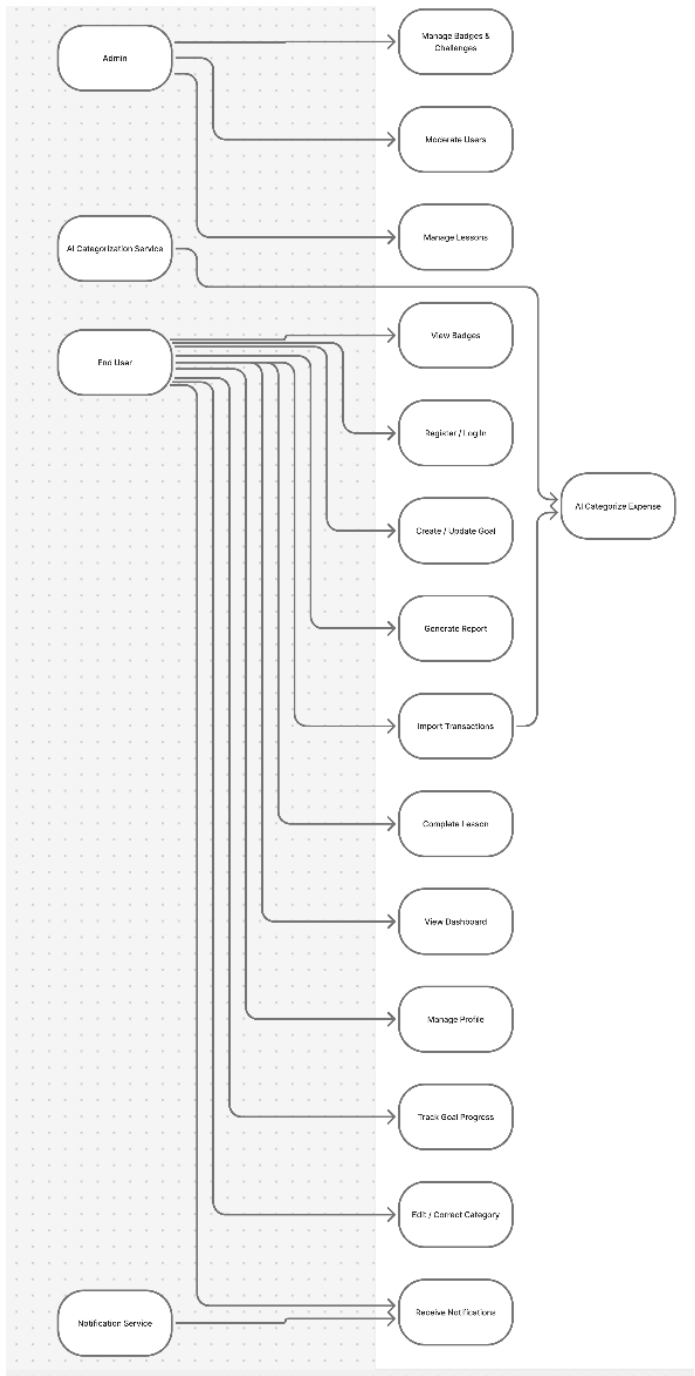 Manage Badges &
Challenges
Admin
Moderate Users
Manage Lessons
AI Categorization Service
View Badges
End User
Register / Log In
AI Categorize Expense
Create / Update Goal
Generate Report
Import Transactions
Complete Lesson
View Dashboard
Manage Profile
Track Goal Progress
Edit / Correct Category
Receive Notifications
Notification Service